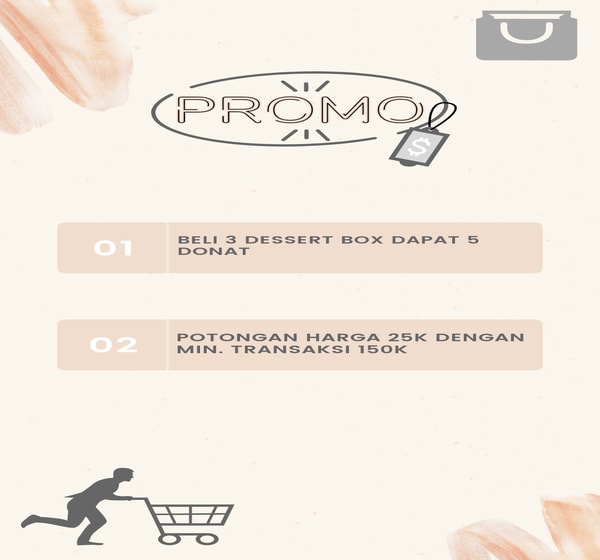 PROMO
$
01
BELI 3 DESSERT BOX DAPAT 5
DONAT
02
POTONGAN HARGA 25K DENGAN
MIN. TRANSAKSI 150K